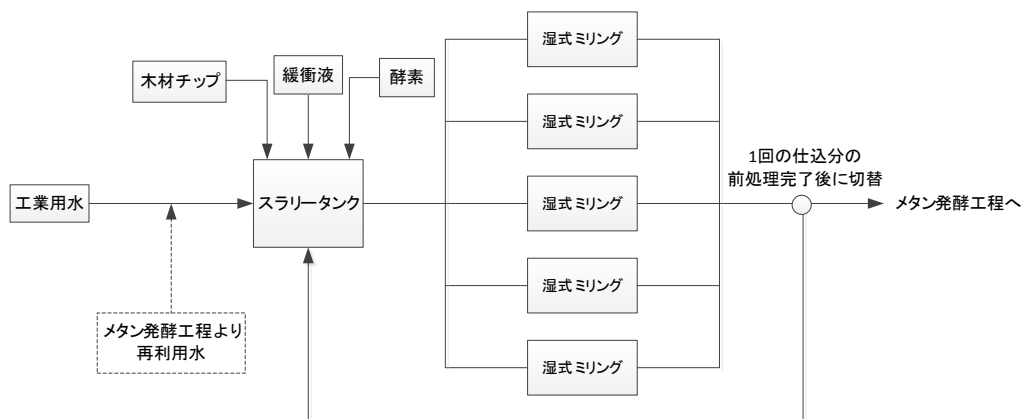 湿式ミリング
木材チップ
緩衝液
酵素
湿式ミリング
1回の仕込分の
前処理完了後に切替
工業用水
スラリータンク
湿式ミリング
メタン発酵工程へ
湿式ミリング
メタン発酵工程より
再利用水
湿式ミリング